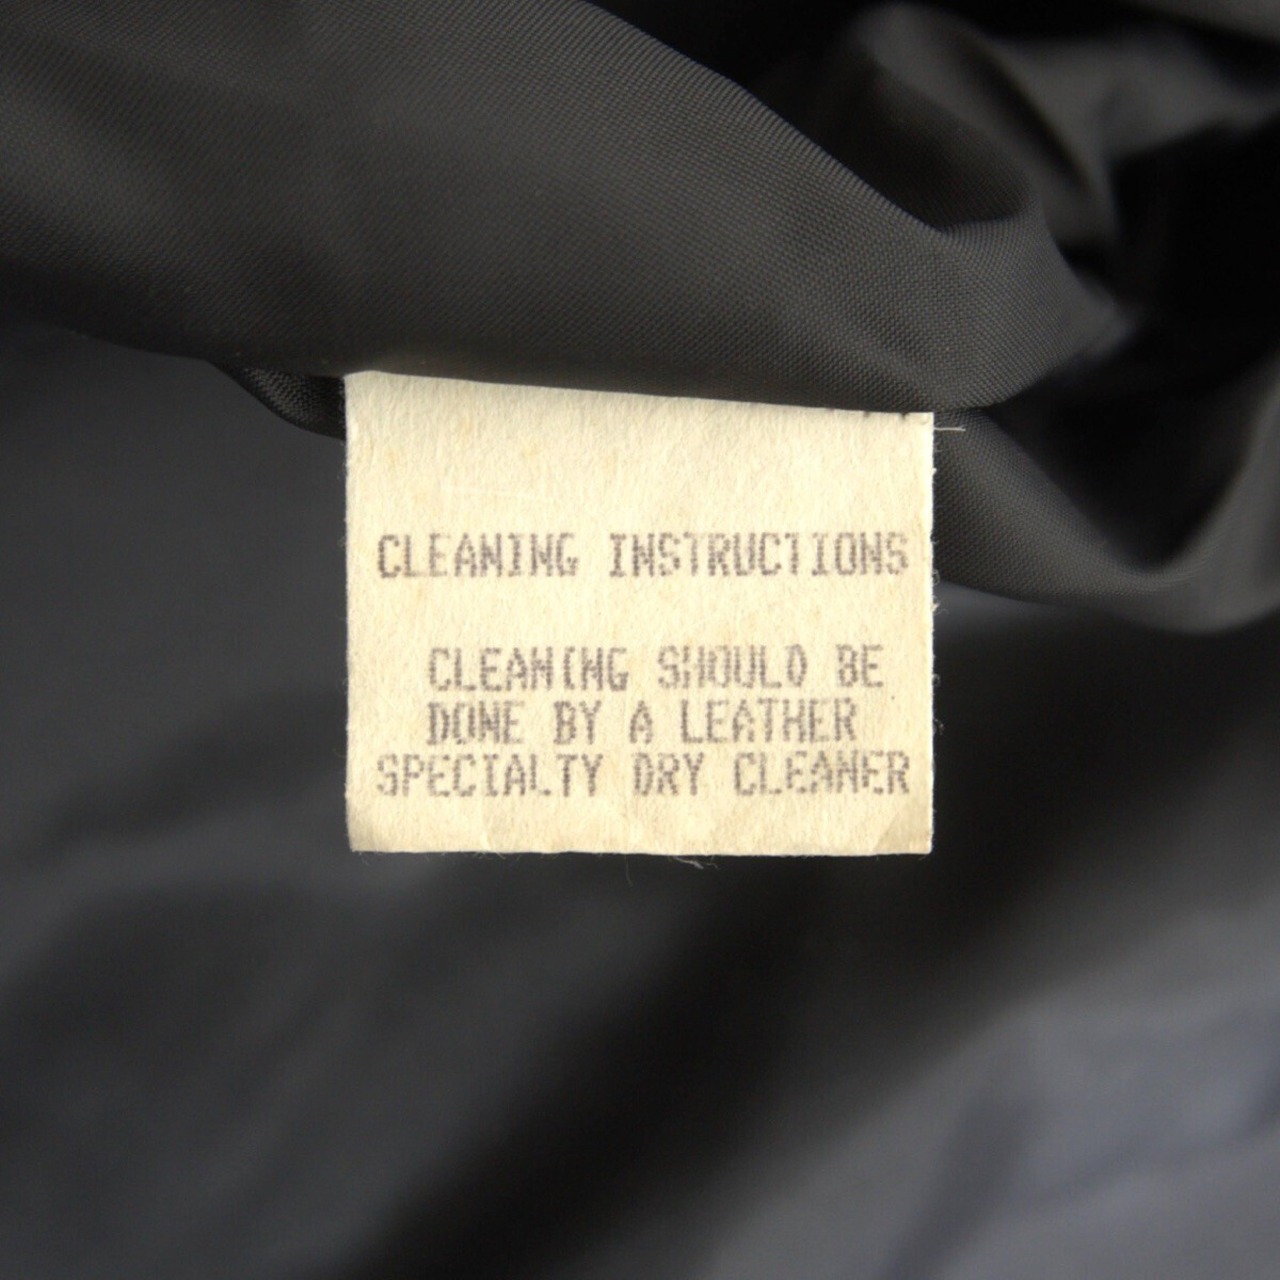 CLEANING INSTRUCTIONS
CLEANING SHOULD BE
DONE BY A LEATHER
SPECIALTY DRY CLEANER